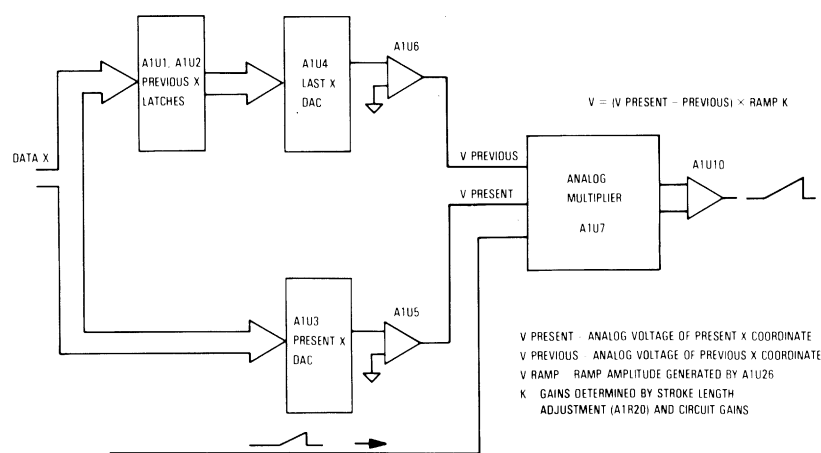 A1U1, A1U2
PREVIOUS X
LATCHES
A1U4
LAST X
DAC
A1U6
V = (V PRESENT - PREVIOUS) × RAMP K
DATA X
V PREVIOUS
V PRESENT
ANALOG
MULTIPLIER
A1U7
A1U10
A1U3
PRESENT X
DAC
A1U5
V PRESENT - ANALOG VOLTAGE OF PRESENT X COORDINATE
V PREVIOUS - ANALOG VOLTAGE OF PREVIOUS X COORDINATE
V RAMP - RAMP AMPLITUDE GENERATED BY A1U26
K GAINS DETERMINED BY STROKE LENGTH
ADJUSTMENT (A1R20) AND CIRCUIT GAINS